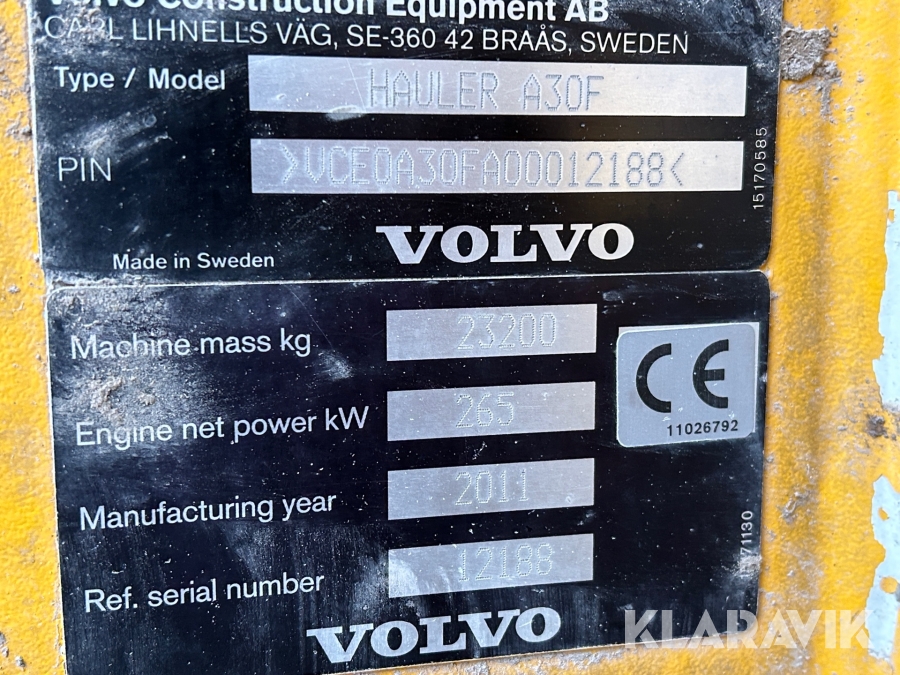 Volvo Construction Equipment AB
CARL LIHNELLS VÄG, SE-360 42 BRAÅS, SWEDEN
Type / Model HAULER A30F
PIN >VCE0A30FA00012188<
15170585
Made in Sweden VOLVO
Machine mass kg 23200
Engine net power kW 265
CE
11026792
Manufacturing year 2011
Ref. serial number 12188
VOLVO
KLARAVIK